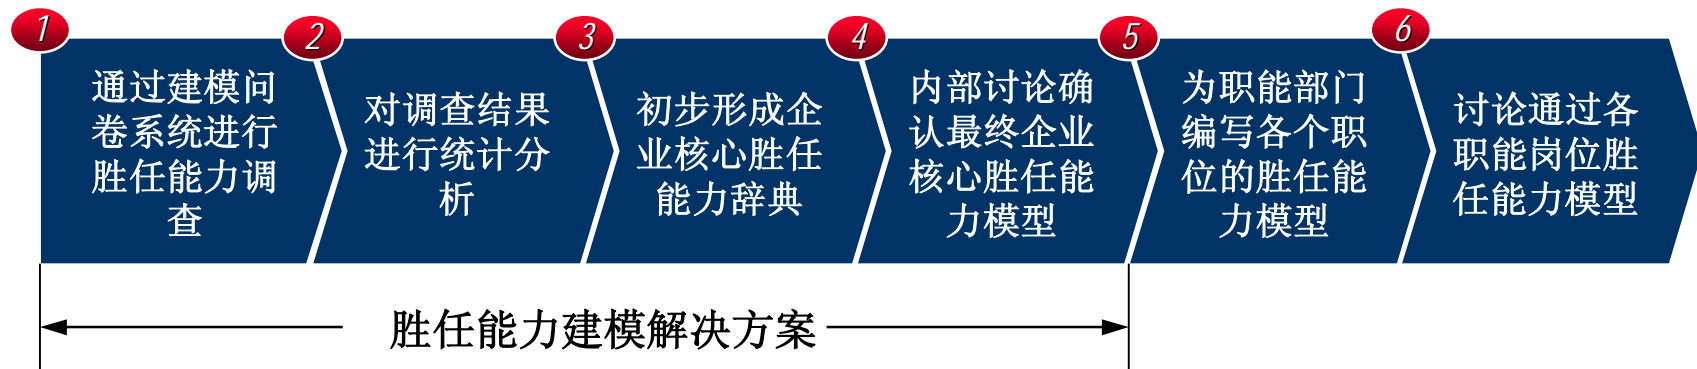 1
通过建模问
卷系统进行
胜任能力调
查
2
对调查结果
进行统计分
析
3
初步形成企
业核心胜任
能力辞典
4
内部讨论确
认最终企业
核心胜任能
力模型
5
为职能部门
编写各个职
位的胜任能
力模型
6
讨论通过各
职能岗位胜
任能力模型
胜任能力建模解决方案